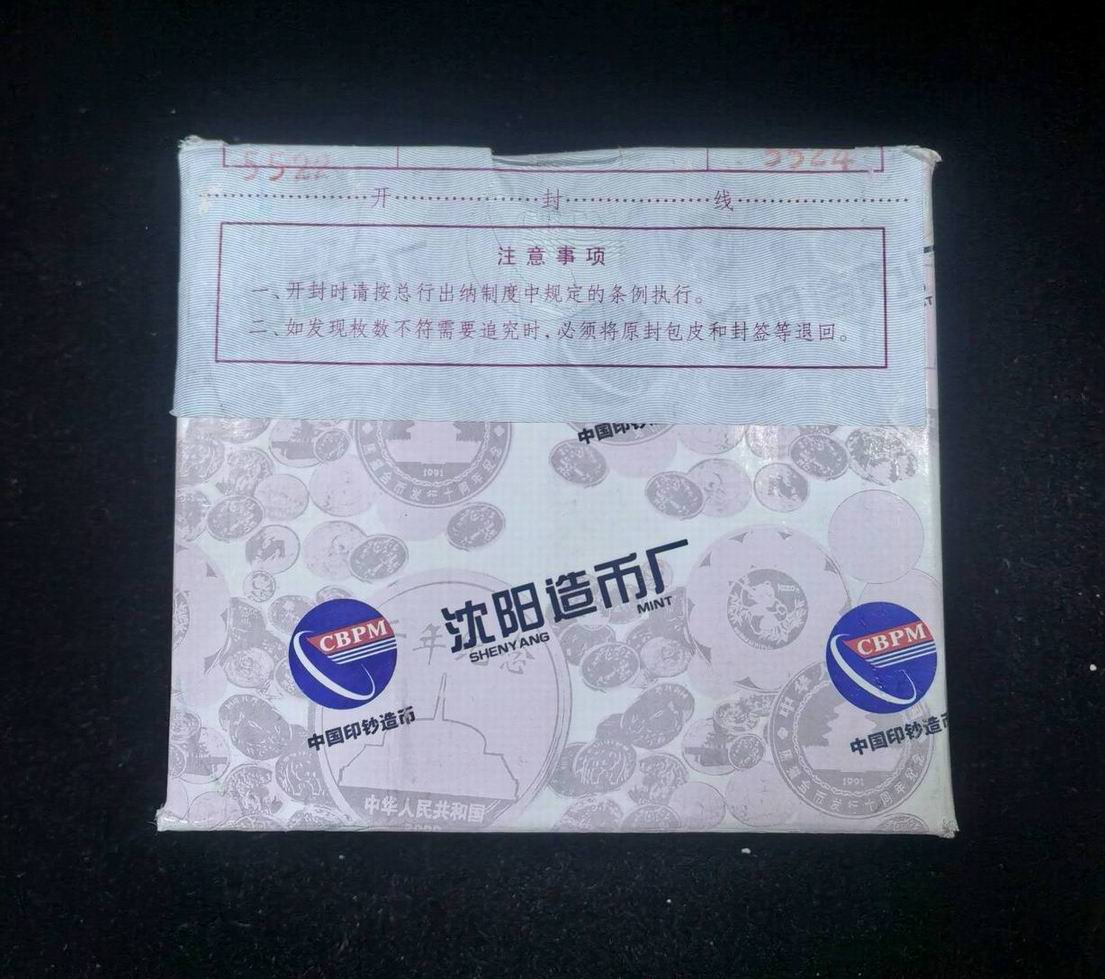 5522 5524
开 封 线
注意事项
一、开封时请按总行出纳制度中规定的条例执行。
二、如发现枚数不符需要追究时，必须将原封包皮和封签等退回。
中国印钞
1991
沈阳造币厂
SHENYANG MINT
CBPM
中国印钞造币
CBPM
中国印钞造币
中华人民共和国
1991